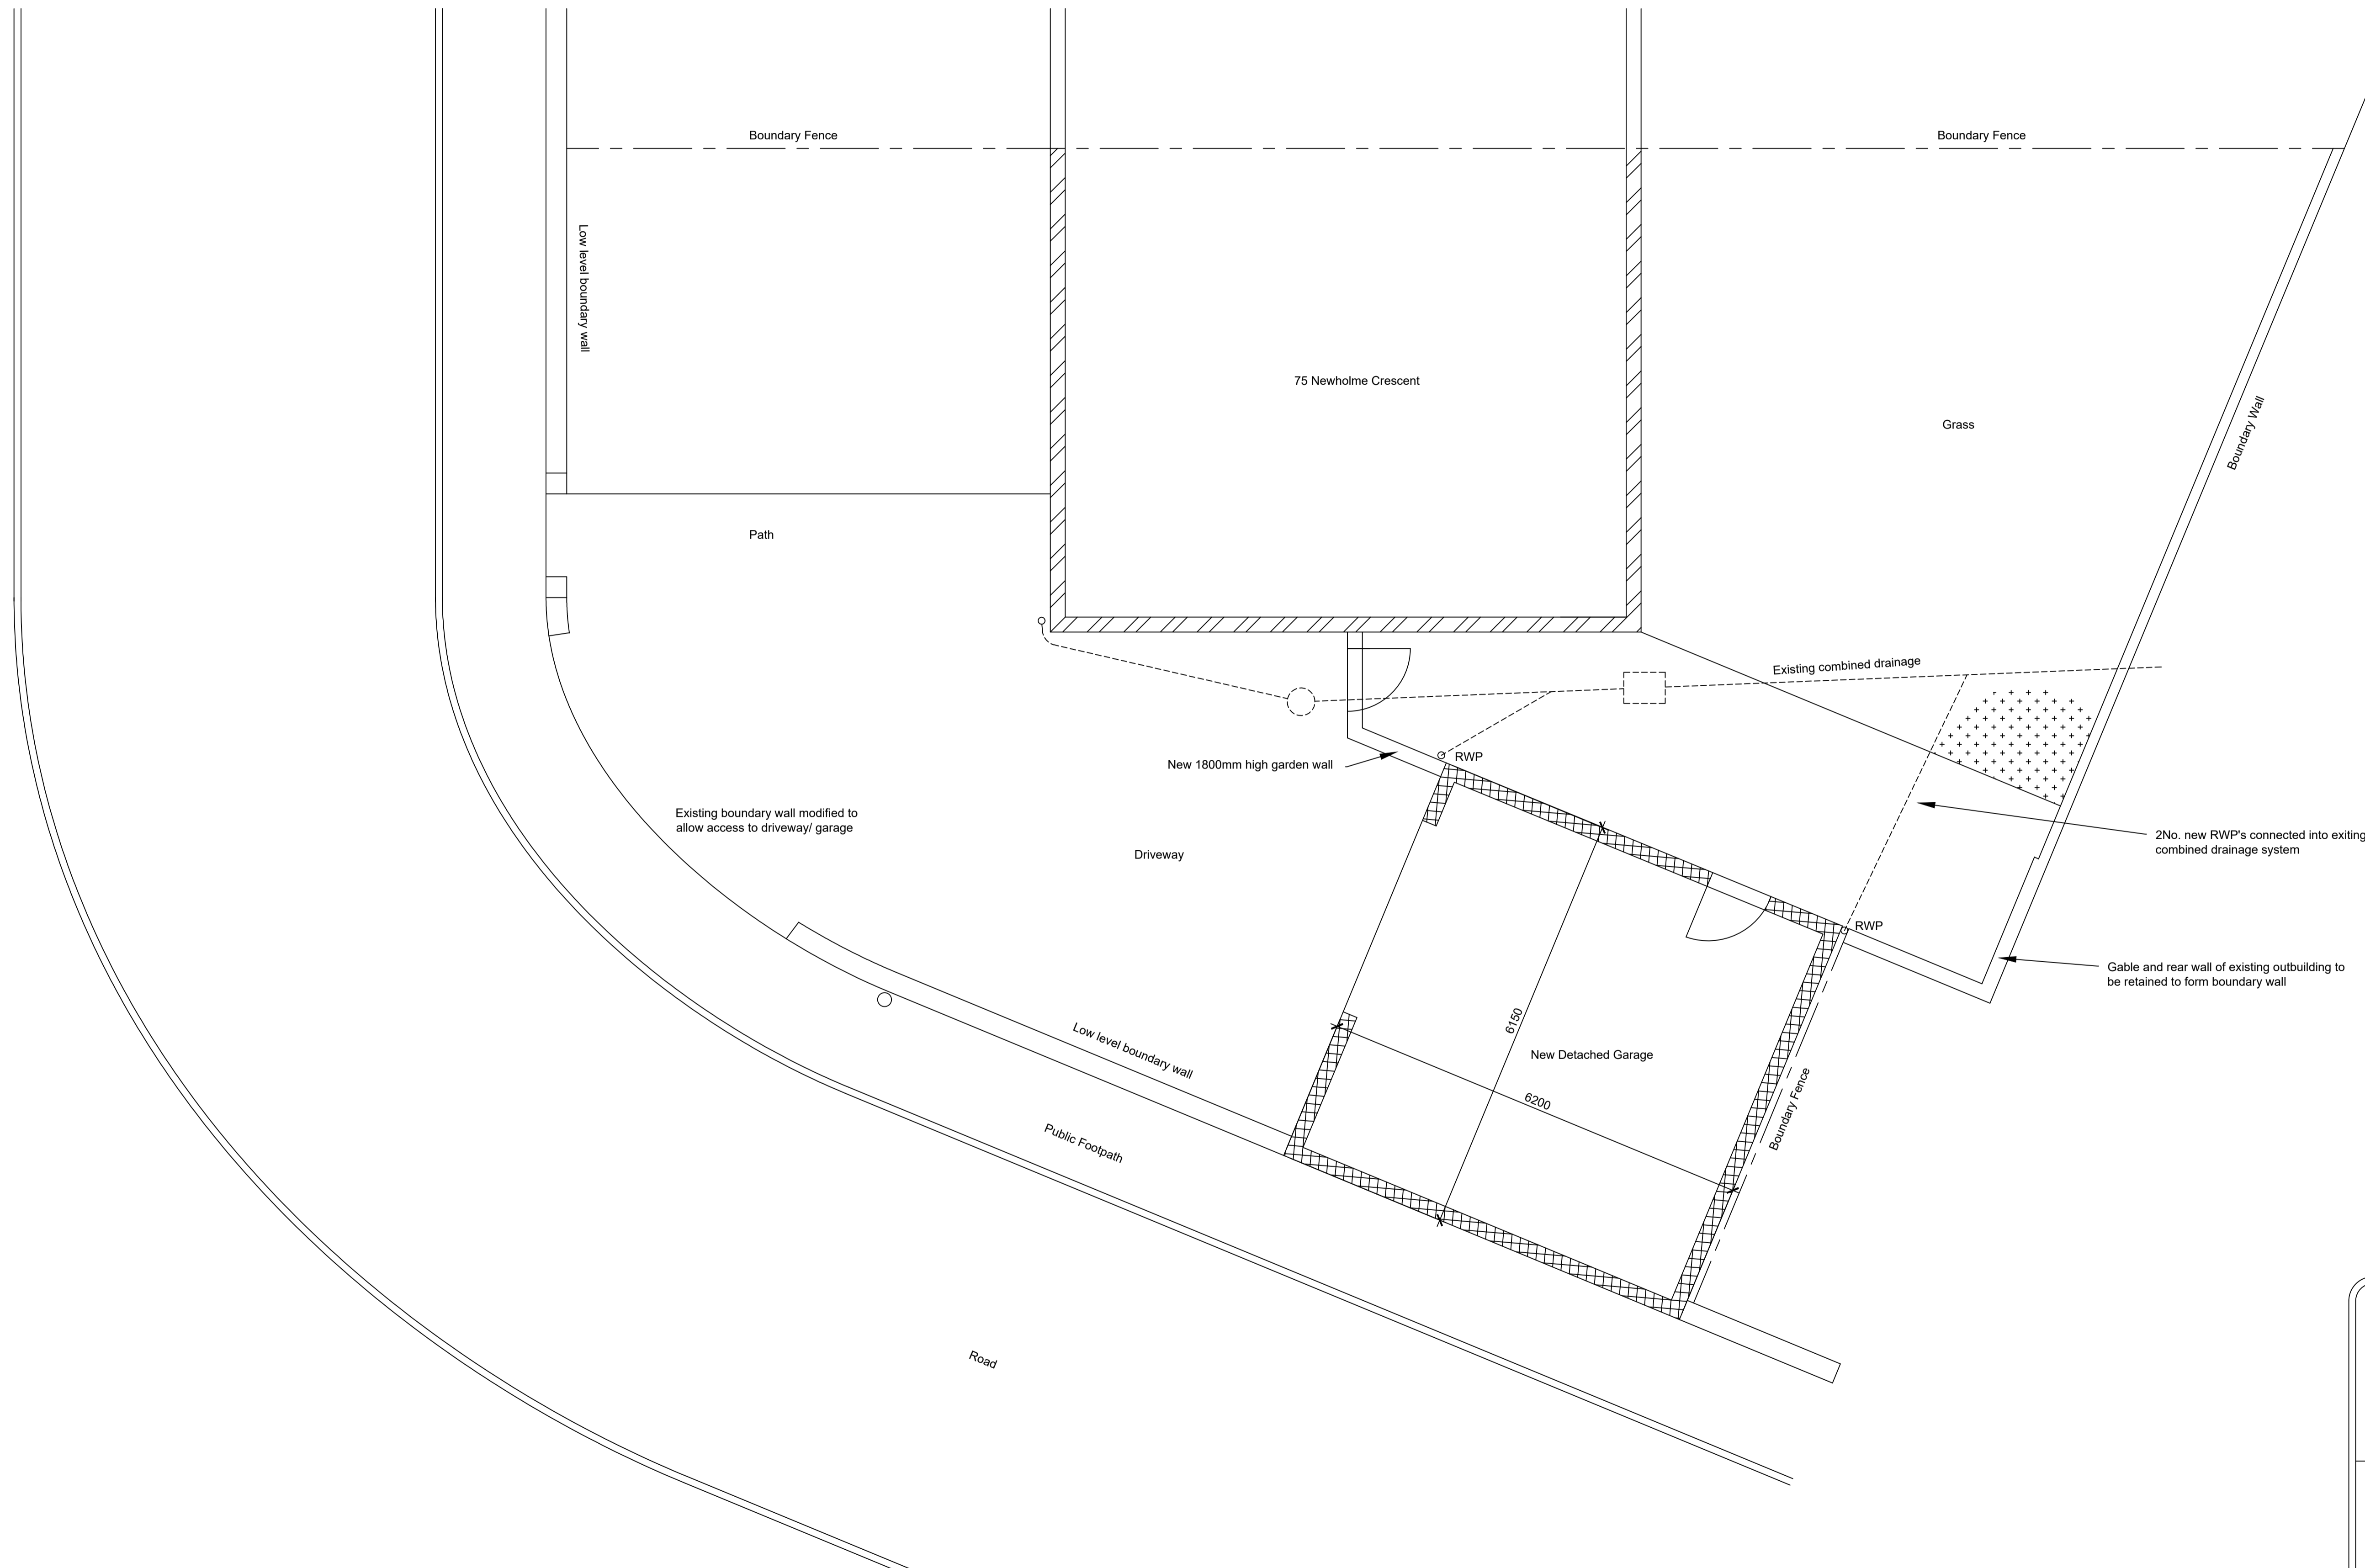 Boundary Fence
Boundary Fence
Low level boundary wall
75 Newholme Crescent
Grass
Boundary Wall
Path
Existing combined drainage
RWP
New 1800mm high garden wall
Existing boundary wall modified to
allow access to driveway/ garage
Driveway
2No. new RWP's connected into exiting
combined drainage system
RWP
Gable and rear wall of existing outbuilding to
be retained to form boundary wall
6150
Low level boundary wall
New Detached Garage
6200
Boundary Fence
Public Footpath
Road